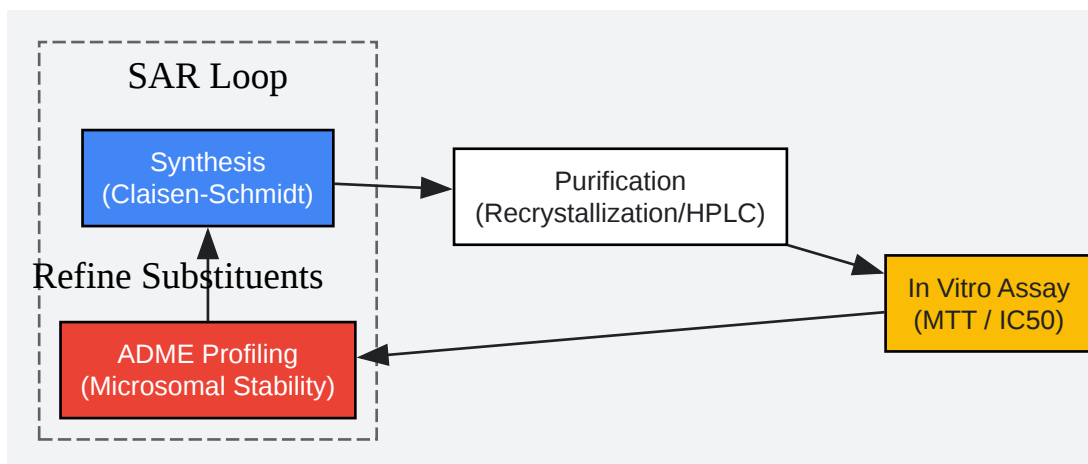 SAR Loop
Synthesis
(Claisen-Schmidt)
Purification
(Recrystallization/HPLC)
In Vitro Assay
(MTT / IC50)
Refine Substituents
ADME Profiling
(Microsomal Stability)